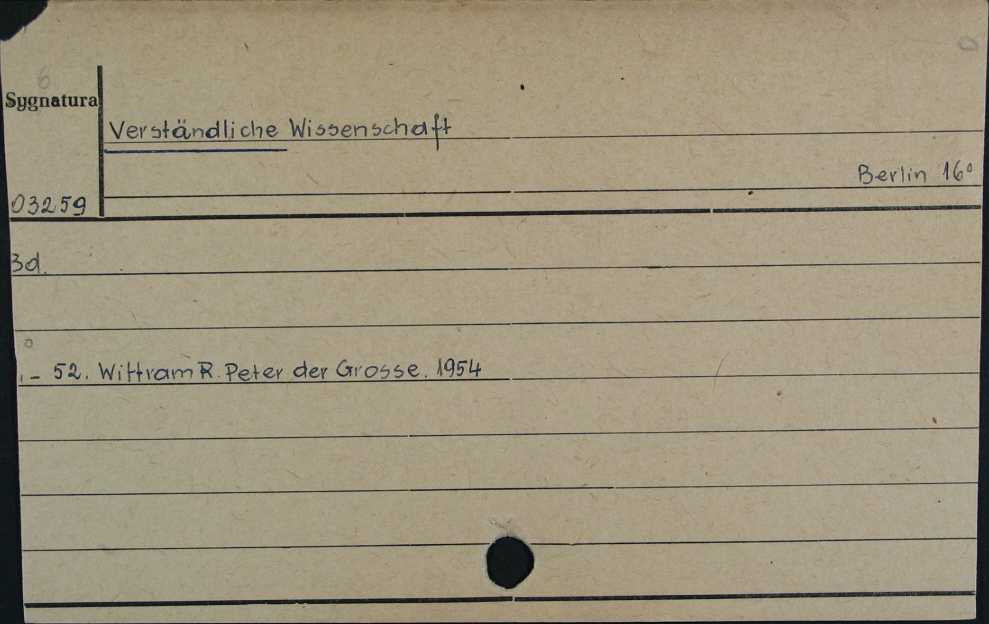 6
Sygnatura
Verständliche Wissenschaft
Berlin 16°
03259
Bd.
- 52. Wittram R. Peter der Grosse. 1954